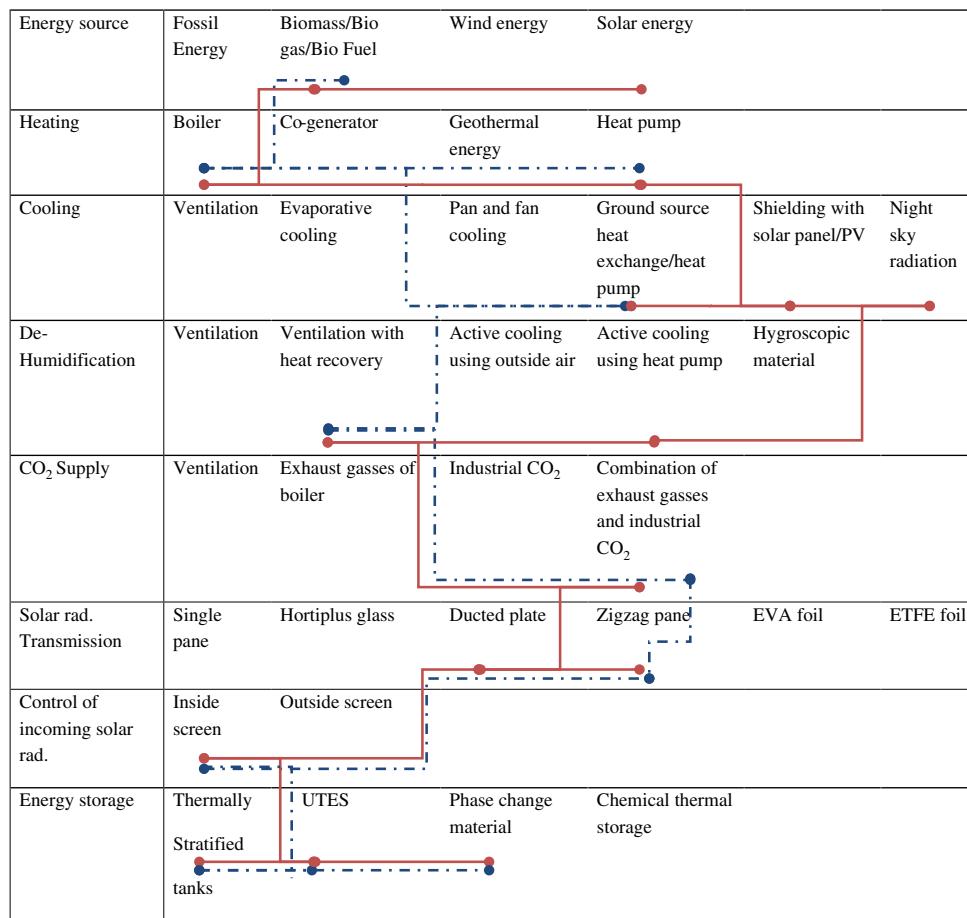 Energy source
Fossil
Energy
Biomass/Bio
gas/Bio Fuel
Wind energy
Solar energy
Heating
Boiler
Co-generator
Geothermal
energy
Heat pump
Cooling
Ventilation
Evaporative
cooling
Pan and fan
cooling
Ground source
heat
exchange/heat
pump
Shielding with
solar panel/PV
Night
sky
radiation
De-
Humidification
Ventilation
Ventilation with
heat recovery
Active cooling
using outside air
Active cooling
using heat pump
Hygroscopic
material
CO2 Supply
Ventilation
Exhaust gasses of
boiler
Industrial CO2
Combination of
exhaust gasses
and industrial
CO2
Solar rad.
Transmission
Single
pane
Hortiplus glass
Ducted plate
Zigzag pane
EVA foil
ETFE foil
Control of
incoming solar
rad.
Inside
screen
Outside screen
Energy storage
Thermally
Stratified
tanks
UTES
Phase change
material
Chemical thermal
storage